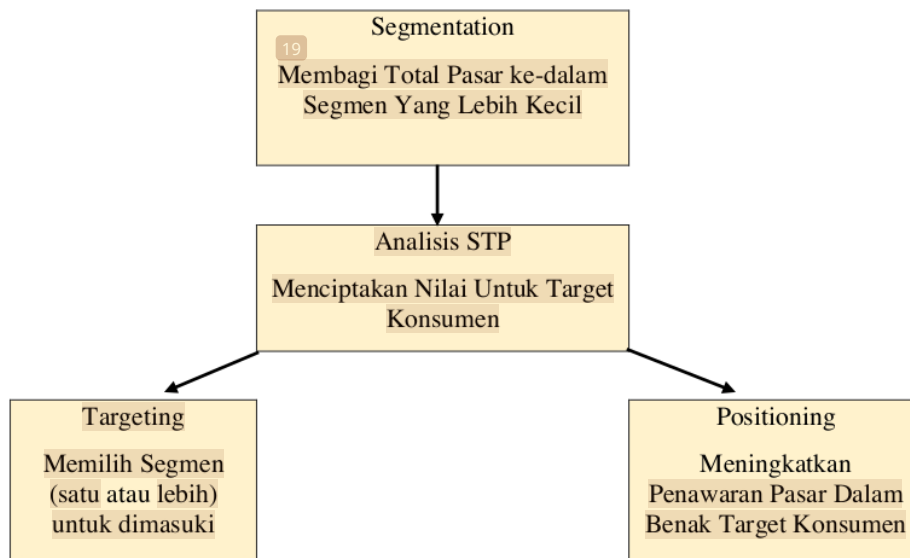 Segmentation
19
Membagi Total Pasar ke-dalam
Segmen Yang Lebih Kecil
Analisis STP
Menciptakan Nilai Untuk Target
Konsumen
Targeting
Memilih Segmen
(satu atau lebih)
untuk dimasuki
Positioning
Meningkatkan
Penawaran Pasar Dalam
Benak Target Konsumen